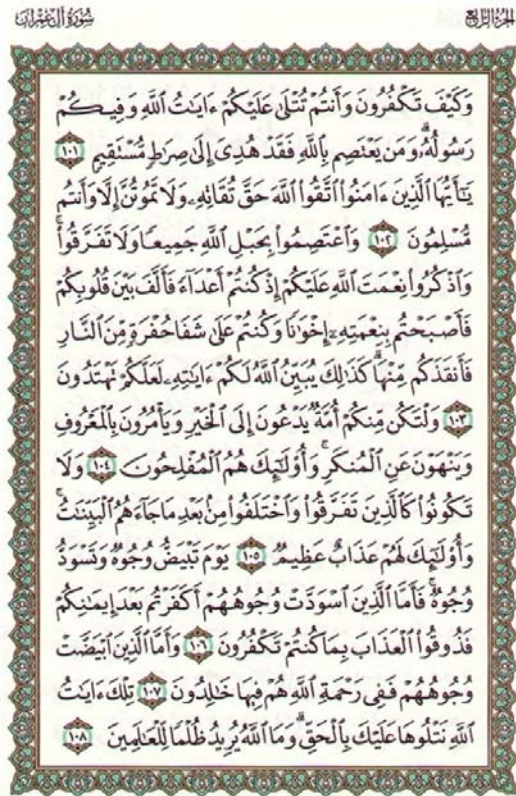 الجزء الرابع
سورة آل عمران
وَكَيْفَ تَكْفُرُونَ وَأَنتُمْ تُتْلَىٰ عَلَيْكُمْ ءَايَٰتُ ٱللَّهِ وَفِيكُمْ
رَسُولُهُۥۗ وَمَن يَعْتَصِم بِٱللَّهِ فَقَدْ هُدِىَ إِلَىٰ صِرَٰطٍ مُّسْتَقِيمٍ ١٠١
يَٰٓأَيُّهَا ٱلَّذِينَ ءَامَنُوا۟ ٱتَّقُوا۟ ٱللَّهَ حَقَّ تُقَاتِهِۦ وَلَا تَمُوتُنَّ إِلَّا وَأَنتُم
مُّسْلِمُونَ ١٠٢ وَٱعْتَصِمُوا۟ بِحَبْلِ ٱللَّهِ جَمِيعًا وَلَا تَفَرَّقُوا۟ۚ
وَٱذْكُرُوا۟ نِعْمَتَ ٱللَّهِ عَلَيْكُمْ إِذْ كُنتُمْ أَعْدَآءً فَأَلَّفَ بَيْنَ قُلُوبِكُمْ
فَأَصْبَحْتُم بِنِعْمَتِهِۦٓ إِخْوَٰنًا وَكُنتُمْ عَلَىٰ شَفَا حُفْرَةٍ مِّنَ ٱلنَّارِ
فَأَنقَذَكُم مِّنْهَاۗ كَذَٰلِكَ يُبَيِّنُ ٱللَّهُ لَكُمْ ءَايَٰتِهِۦ لَعَلَّكُمْ تَهْتَدُونَ
١٠٣ وَلْتَكُن مِّنكُمْ أُمَّةٌ يَدْعُونَ إِلَى ٱلْخَيْرِ وَيَأْمُرُونَ بِٱلْمَعْرُوفِ
وَيَنْهَوْنَ عَنِ ٱلْمُنكَرِۚ وَأُو۟لَٰٓئِكَ هُمُ ٱلْمُفْلِحُونَ ١٠٤ وَلَا
تَكُونُوا۟ كَٱلَّذِينَ تَفَرَّقُوا۟ وَٱخْتَلَفُوا۟ مِنۢ بَعْدِ مَا جَآءَهُمُ ٱلْبَيِّنَٰتُۚ
وَأُو۟لَٰٓئِكَ لَهُمْ عَذَابٌ عَظِيمٌ ١٠٥ يَوْمَ تَبْيَضُّ وُجُوهٌ وَتَسْوَدُّ
وُجُوهٌۚ فَأَمَّا ٱلَّذِينَ ٱسْوَدَّتْ وُجُوهُهُمْ أَكَفَرْتُم بَعْدَ إِيمَٰنِكُمْ
فَذُوقُوا۟ ٱلْعَذَابَ بِمَا كُنتُمْ تَكْفُرُونَ ١٠٦ وَأَمَّا ٱلَّذِينَ ٱبْيَضَّتْ
وُجُوهُهُمْ فَفِى رَحْمَةِ ٱللَّهِ هُمْ فِيهَا خَٰلِدُونَ ١٠٧ تِلْكَ ءَايَٰتُ
ٱللَّهِ نَتْلُوهَا عَلَيْكَ بِٱلْحَقِّۗ وَمَا ٱللَّهُ يُرِيدُ ظُلْمًا لِّلْعَٰلَمِينَ ١٠٨